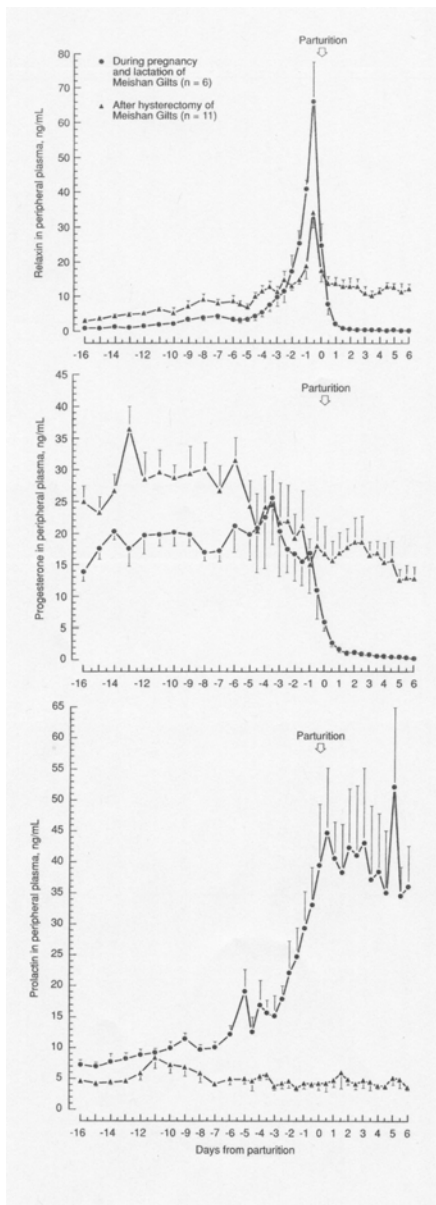 Parturition
During pregnancy
and lactation of
Meishan Gilts (n = 6)
After hysterectomy of
Meishan Gilts (n = 11)
Relaxin in peripheral plasma, ng/mL
80
70
60
50
40
30
20
10
0
-16 -14 -12 -10 -9 -8 -7 -6 -5 -4 -3 -2 -1 0 1 2 3 4 5 6
Parturition
Progesterone in peripheral plasma, ng/mL
45
40
35
30
25
20
15
10
5
0
-16 -14 -12 -10 -9 -8 -7 -6 -5 -4 -3 -2 -1 0 1 2 3 4 5 6
Parturition
Prolactin in peripheral plasma, ng/mL
65
60
55
50
45
40
35
30
25
20
15
10
5
0
-16 -14 -12 -10 -9 -8 -7 -6 -5 -4 -3 -2 -1 0 1 2 3 4 5 6
Days from parturition